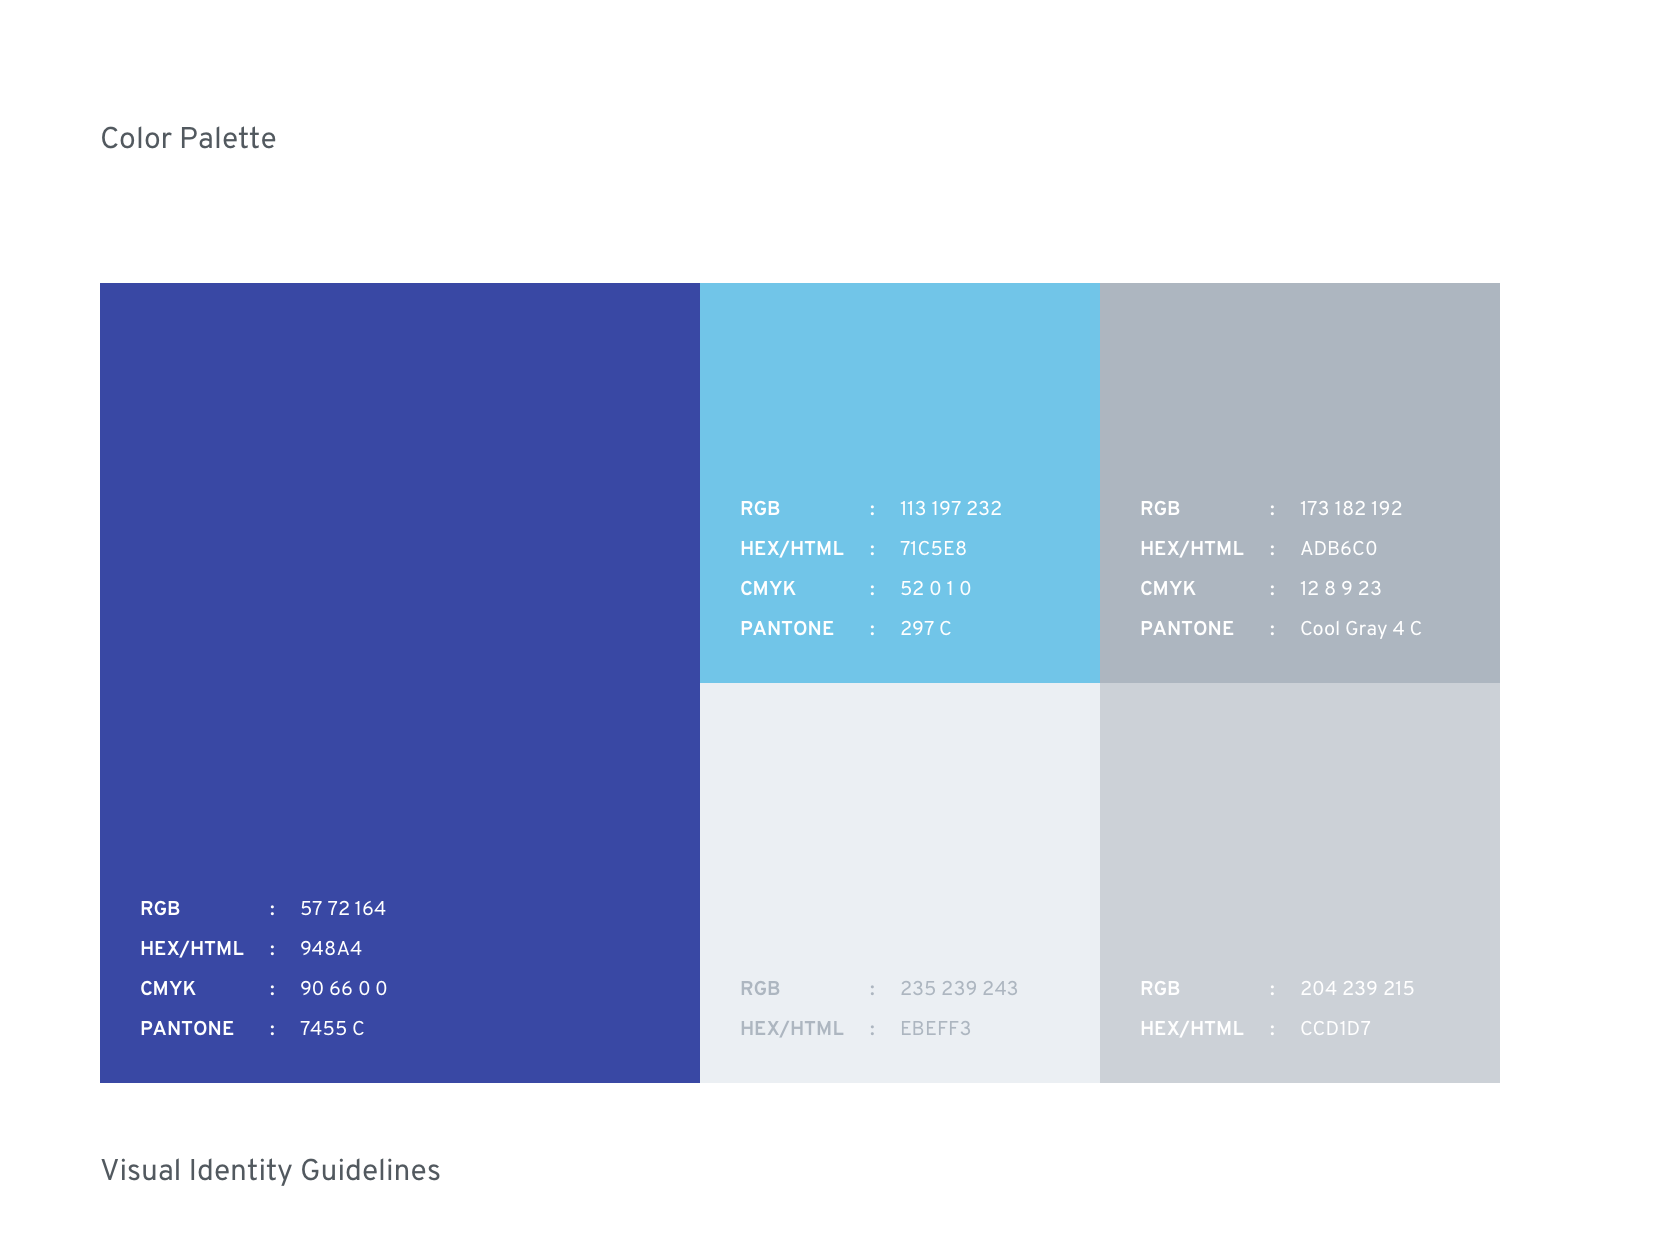 Color Palette
RGB : 57 72 164
HEX/HTML : 948A4
CMYK : 90 66 0 0
PANTONE : 7455 C
RGB : 113 197 232
HEX/HTML : 71C5E8
CMYK : 52 0 1 0
PANTONE : 297 C
RGB : 173 182 192
HEX/HTML : ADB6C0
CMYK : 12 8 9 23
PANTONE : Cool Gray 4 C
RGB : 235 239 243
HEX/HTML : EBEFF3
RGB : 204 239 215
HEX/HTML : CCD1D7
Visual Identity Guidelines